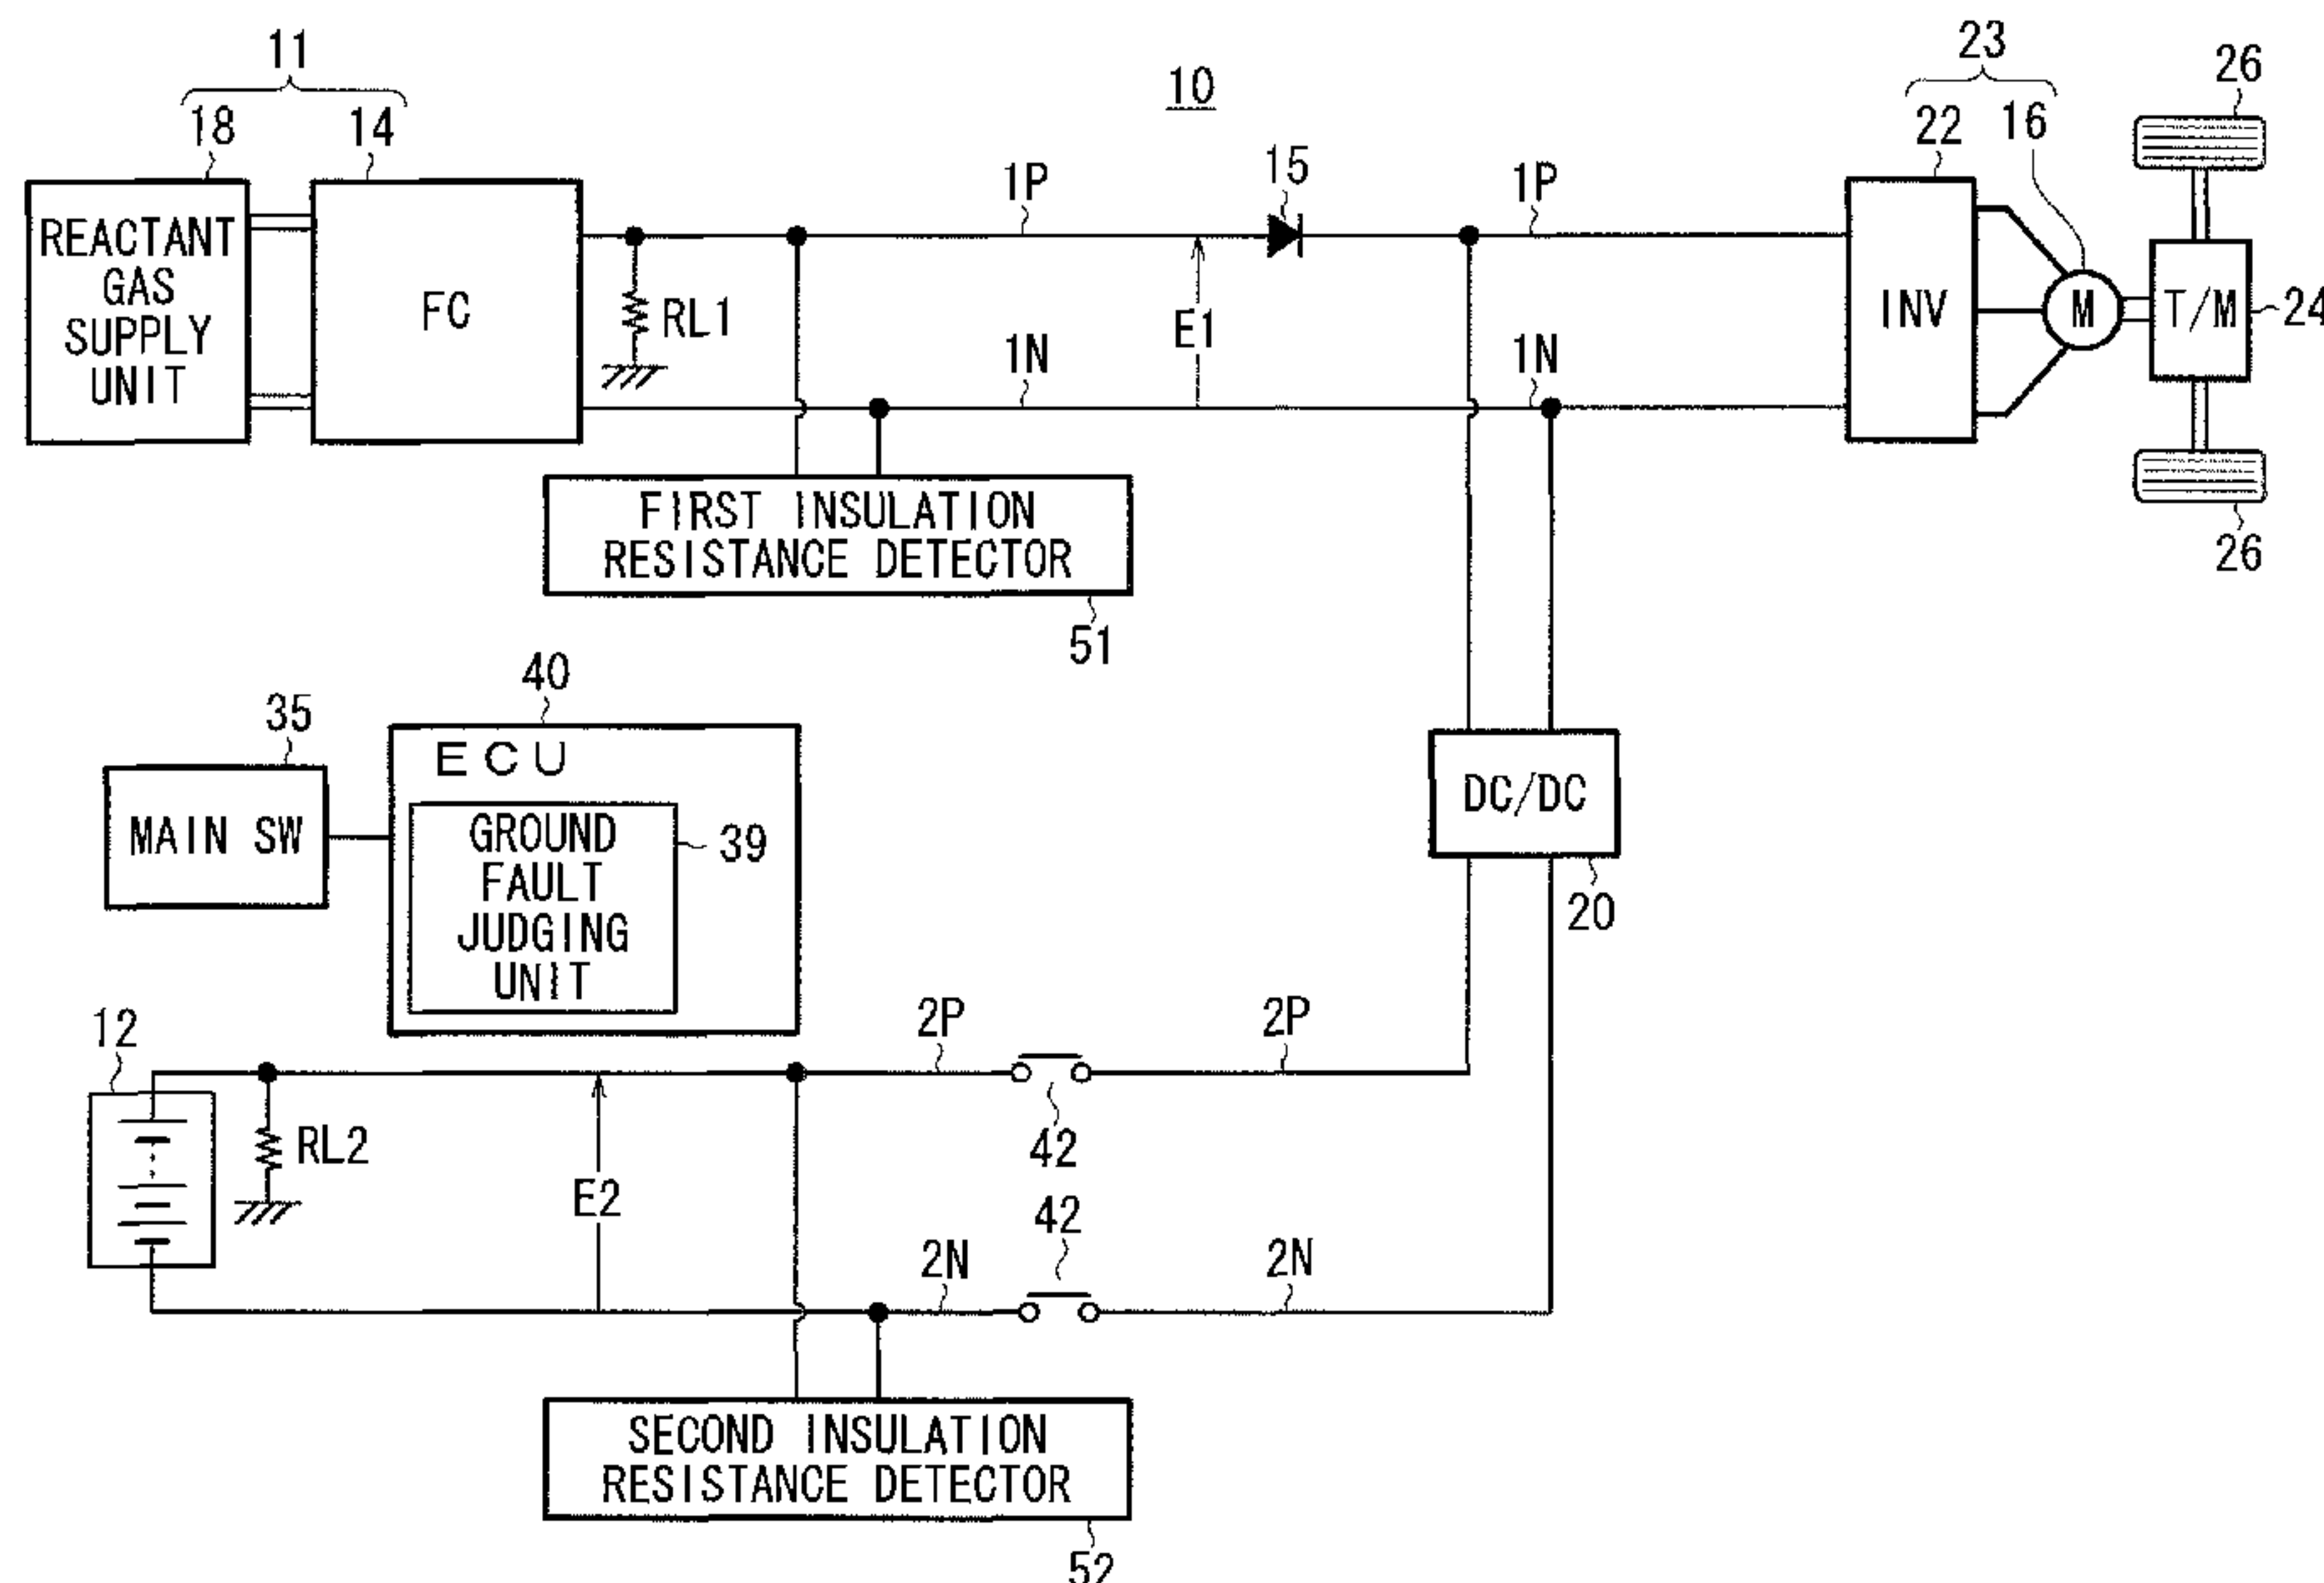 11
18
14
10
23
22
16
26
1P
15
1P
REACTANT
GAS
SUPPLY
UNIT
FC
RL1
E1
1N
1N
INV
M
T/M
24
26
FIRST INSULATION
RESISTANCE DETECTOR
51
40
35
ECU
MAIN SW
GROUND
FAULT
JUDGING
UNIT
39
DC/DC
20
12
2P
2P
RL2
42
E2
42
2N
2N
SECOND INSULATION
RESISTANCE DETECTOR
52